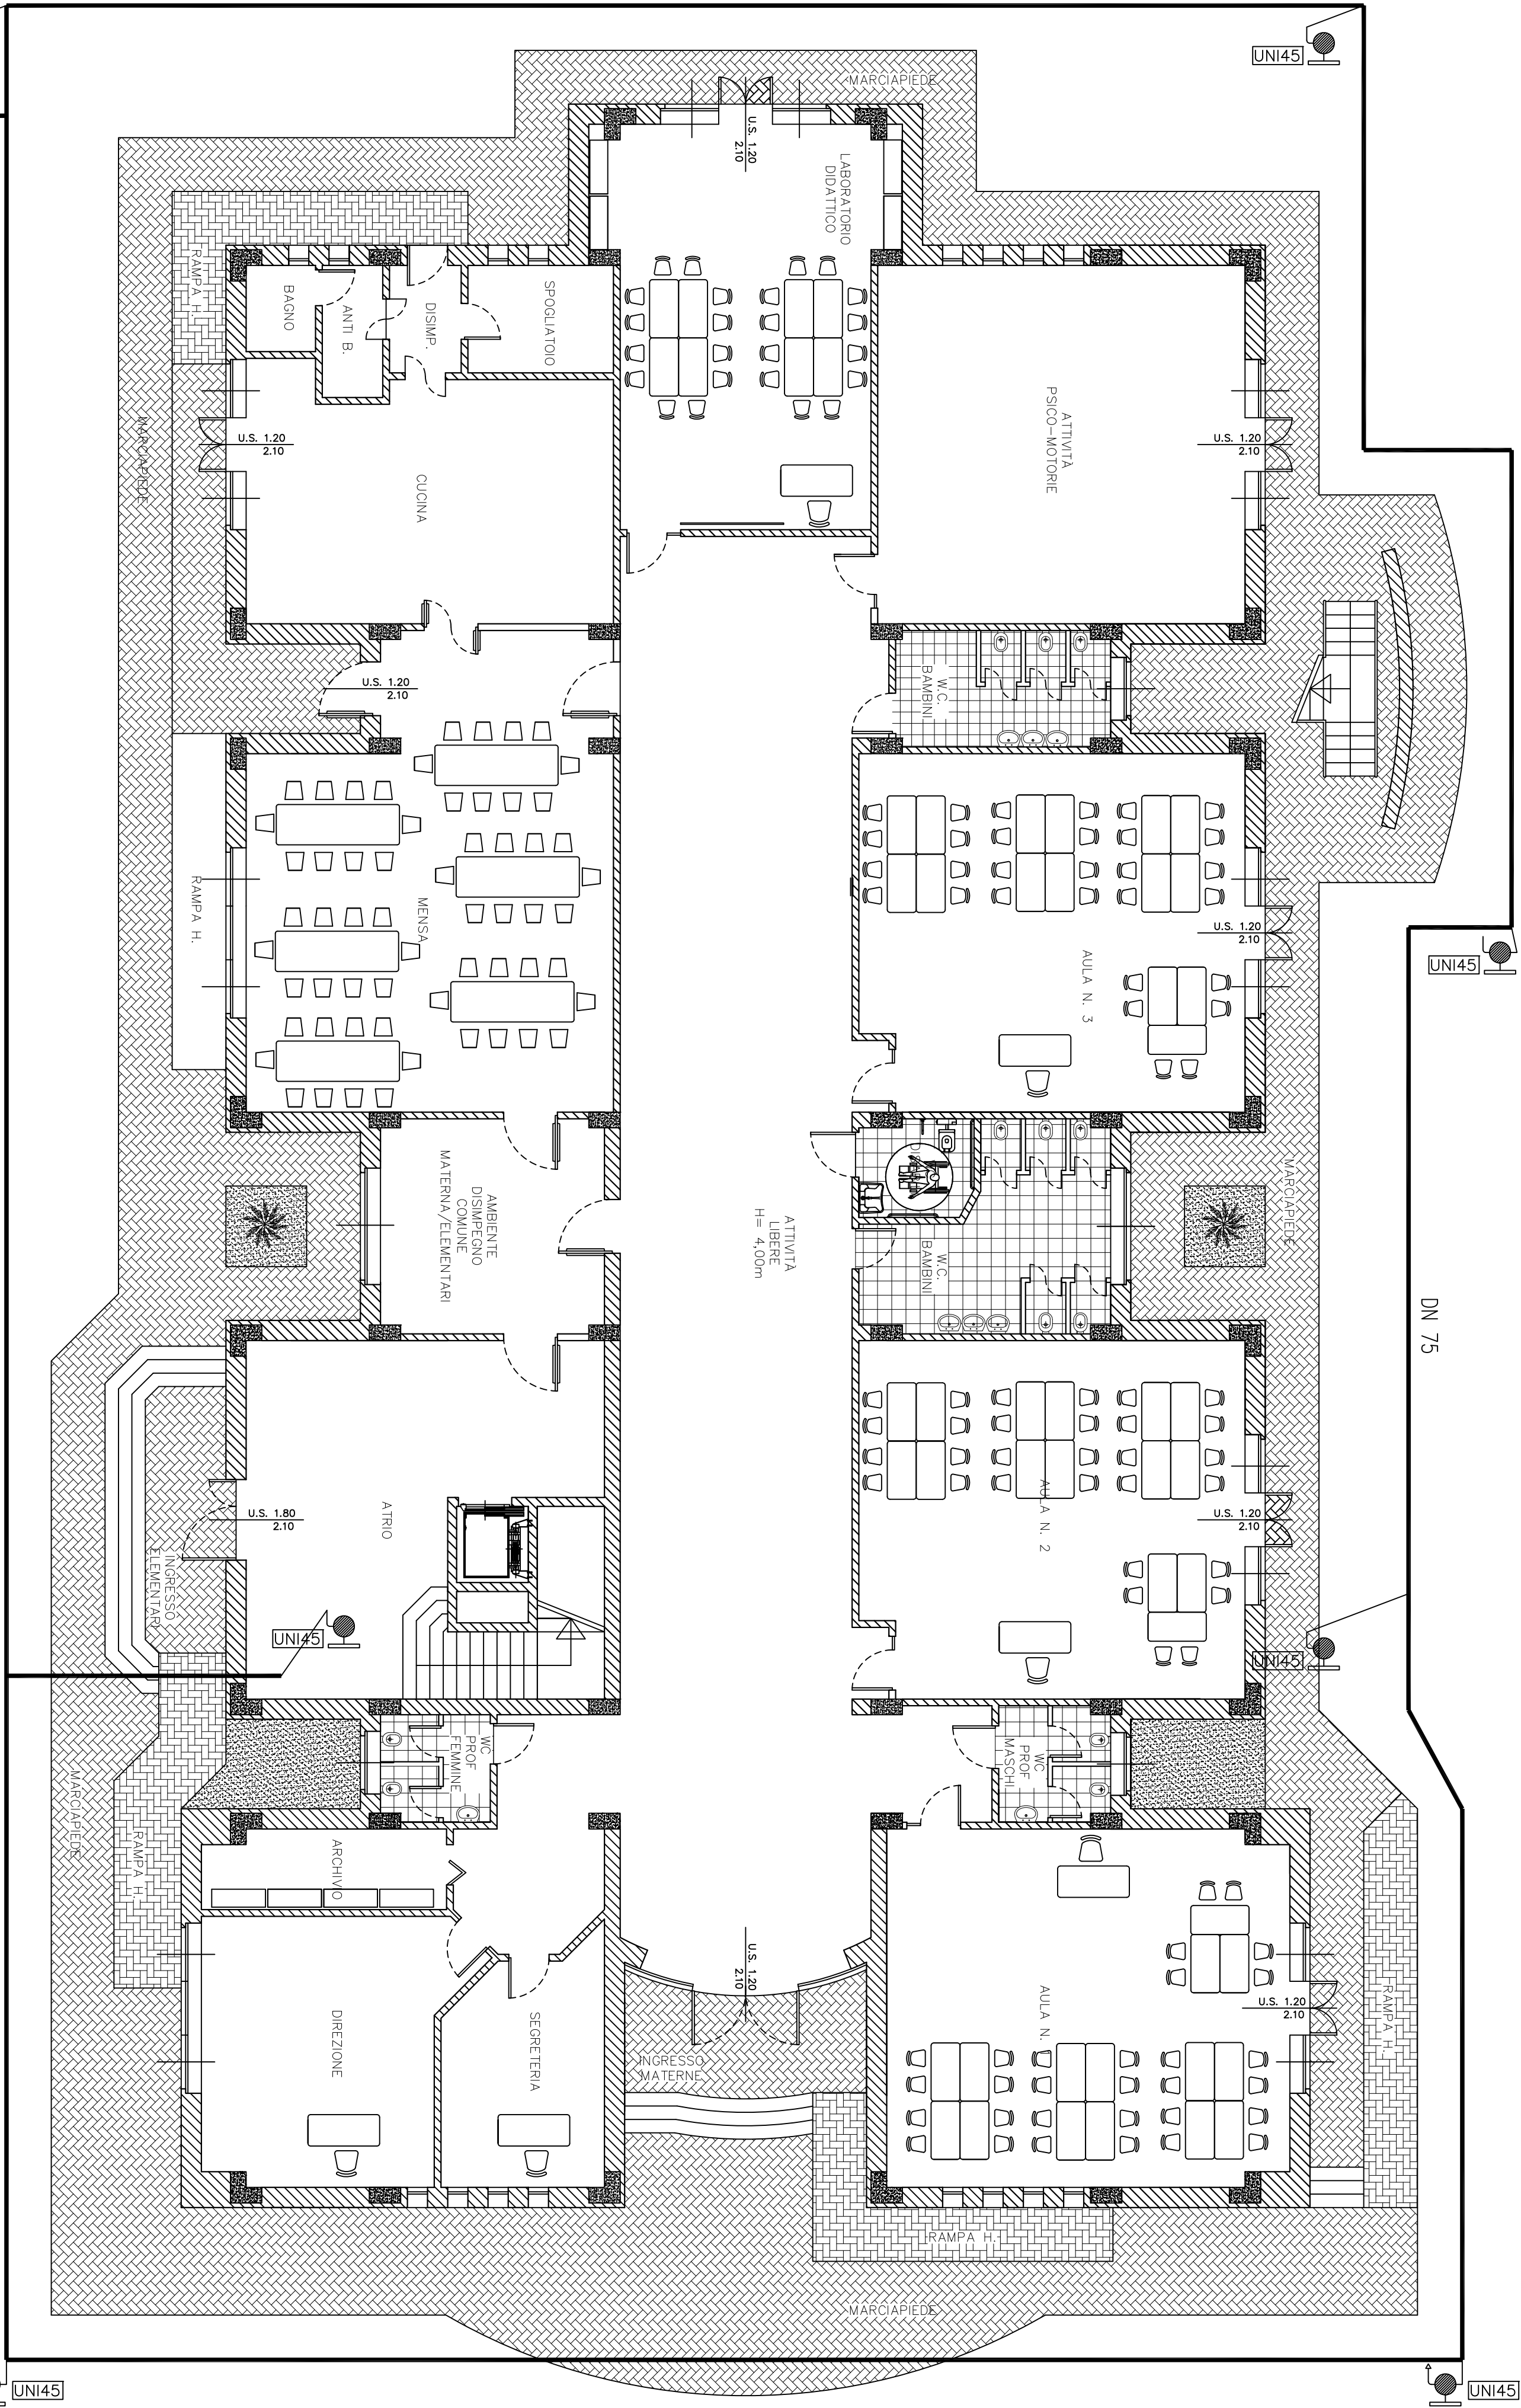 UNI45
MARCIAPIEDE
U.S. 1.20
2.10
LABORATORIO
DIDATTICO
RAMPA H.
BAGNO
ANTI B.
DISIMP.
SPOGLIATOIO
ATTIVITÀ
PSICO-MOTORIE
MARCIAPIEDE
U.S. 1.20
2.10
U.S. 1.20
2.10
CUCINA
U.S. 1.20
2.10
W.C.
BAMBINI
RAMPA H.
MENSA
U.S. 1.20
2.10
AULA N. 3
UNI45
AMBIENTE
DISIMPEGNO
COMUNE
MATERNA/ELEMENTARI
ATTIVITÀ
LIBERE
H= 4,00m
W.C.
BAMBINI
MARCIAPIEDE
DN 75
U.S. 1.80
2.10
ATRIO
INGRESSO
ELEMENTARI
AULA N. 2
U.S. 1.20
2.10
UNI45
UNI45
WC
PROF
FEMMINE
WC
PROF
MASCHI
MARCIAPIEDE
RAMPA H.
ARCHIVIO
DIREZIONE
SEGRETERIA
U.S. 1.20
2.10
INGRESSO
MATERNE
AULA N.
U.S. 1.20
2.10
RAMPA H.
RAMPA H.
MARCIAPIEDE
UNI45
UNI45